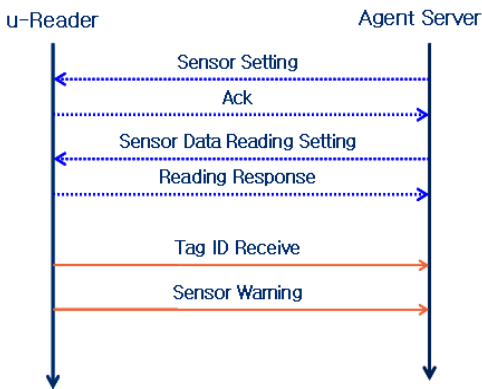 u-Reader
Agent Server
Sensor Setting
Ack
Sensor Data Reading Setting
Reading Response
Tag ID Receive
Sensor Warning